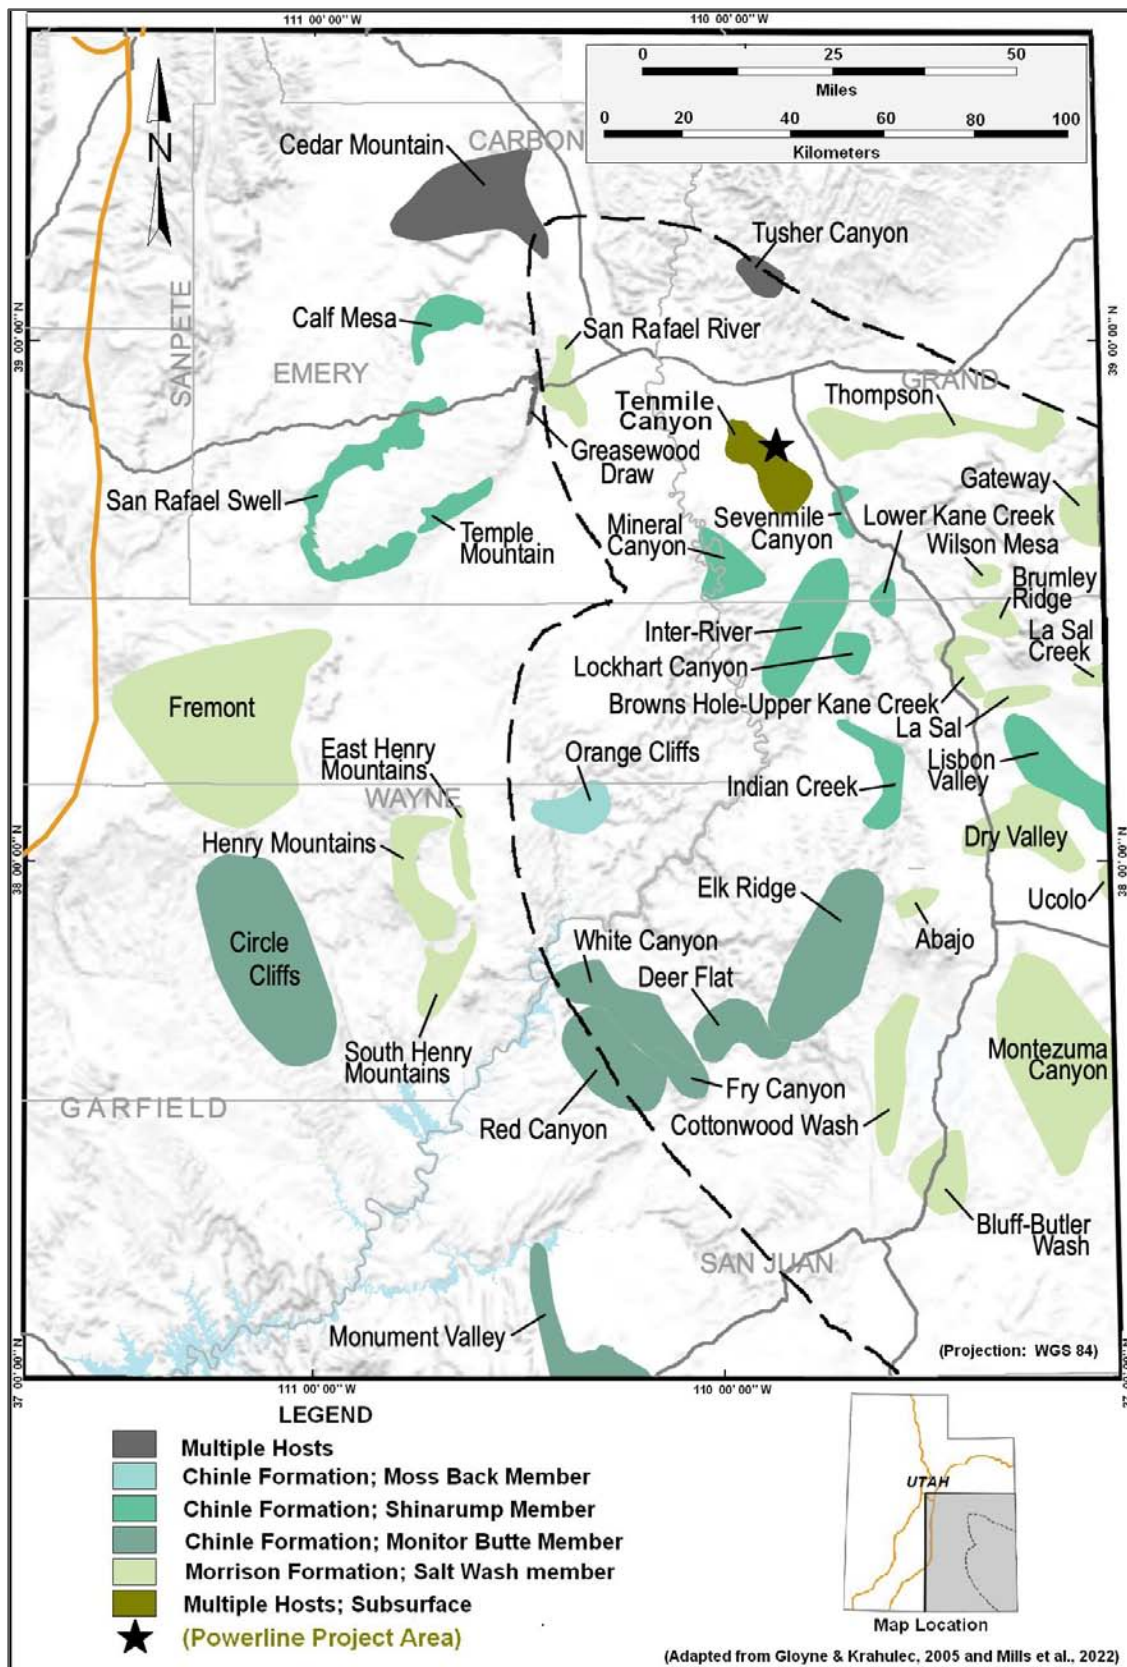 111 00' 00" W
110 00' 00" W
0 25 50
Miles
0 20 40 60 80 100
Kilometers
N
CARBON
Cedar Mountain
Tusher Canyon
SANPETE
39 00' 00" N
39 00' 00" N
Calf Mesa
San Rafael River
EMERY
GRAND
Thompson
Tenmile
Canyon
Greasewood
Draw
San Rafael Swell
Temple
Mountain
Gateway
Sevenmile
Canyon
Lower Kane Creek
Mineral
Canyon
Wilson Mesa
Brumley
Ridge
Inter-River
La Sal
Creek
Lockhart Canyon
Browns Hole-Upper Kane Creek
La Sal
Fremont
East Henry
Mountains
Orange Cliffs
Lisbon
Valley
WAYNE
Indian Creek
Henry Mountains
Dry Valley
38 00' 00" N
38 00' 00" N
Elk Ridge
Ucolo
Circle
Cliffs
White Canyon
Abajo
Deer Flat
South Henry
Mountains
Montezuma
Canyon
Fry Canyon
GARFIELD
Red Canyon
Cottonwood Wash
Bluff-Butler
Wash
SAN JUAN
Monument Valley
(Projection: WGS 84)
37 00' 00" N
37 00' 00" N
111 00' 00" W
110 00' 00" W
LEGEND
Multiple Hosts
Chinle Formation; Moss Back Member
Chinle Formation; Shinarump Member
Chinle Formation; Monitor Butte Member
Morrison Formation; Salt Wash member
Multiple Hosts; Subsurface
(Powerline Project Area)
UTAH
Map Location
(Adapted from Gloyne & Krahulec, 2005 and Mills et al., 2022)